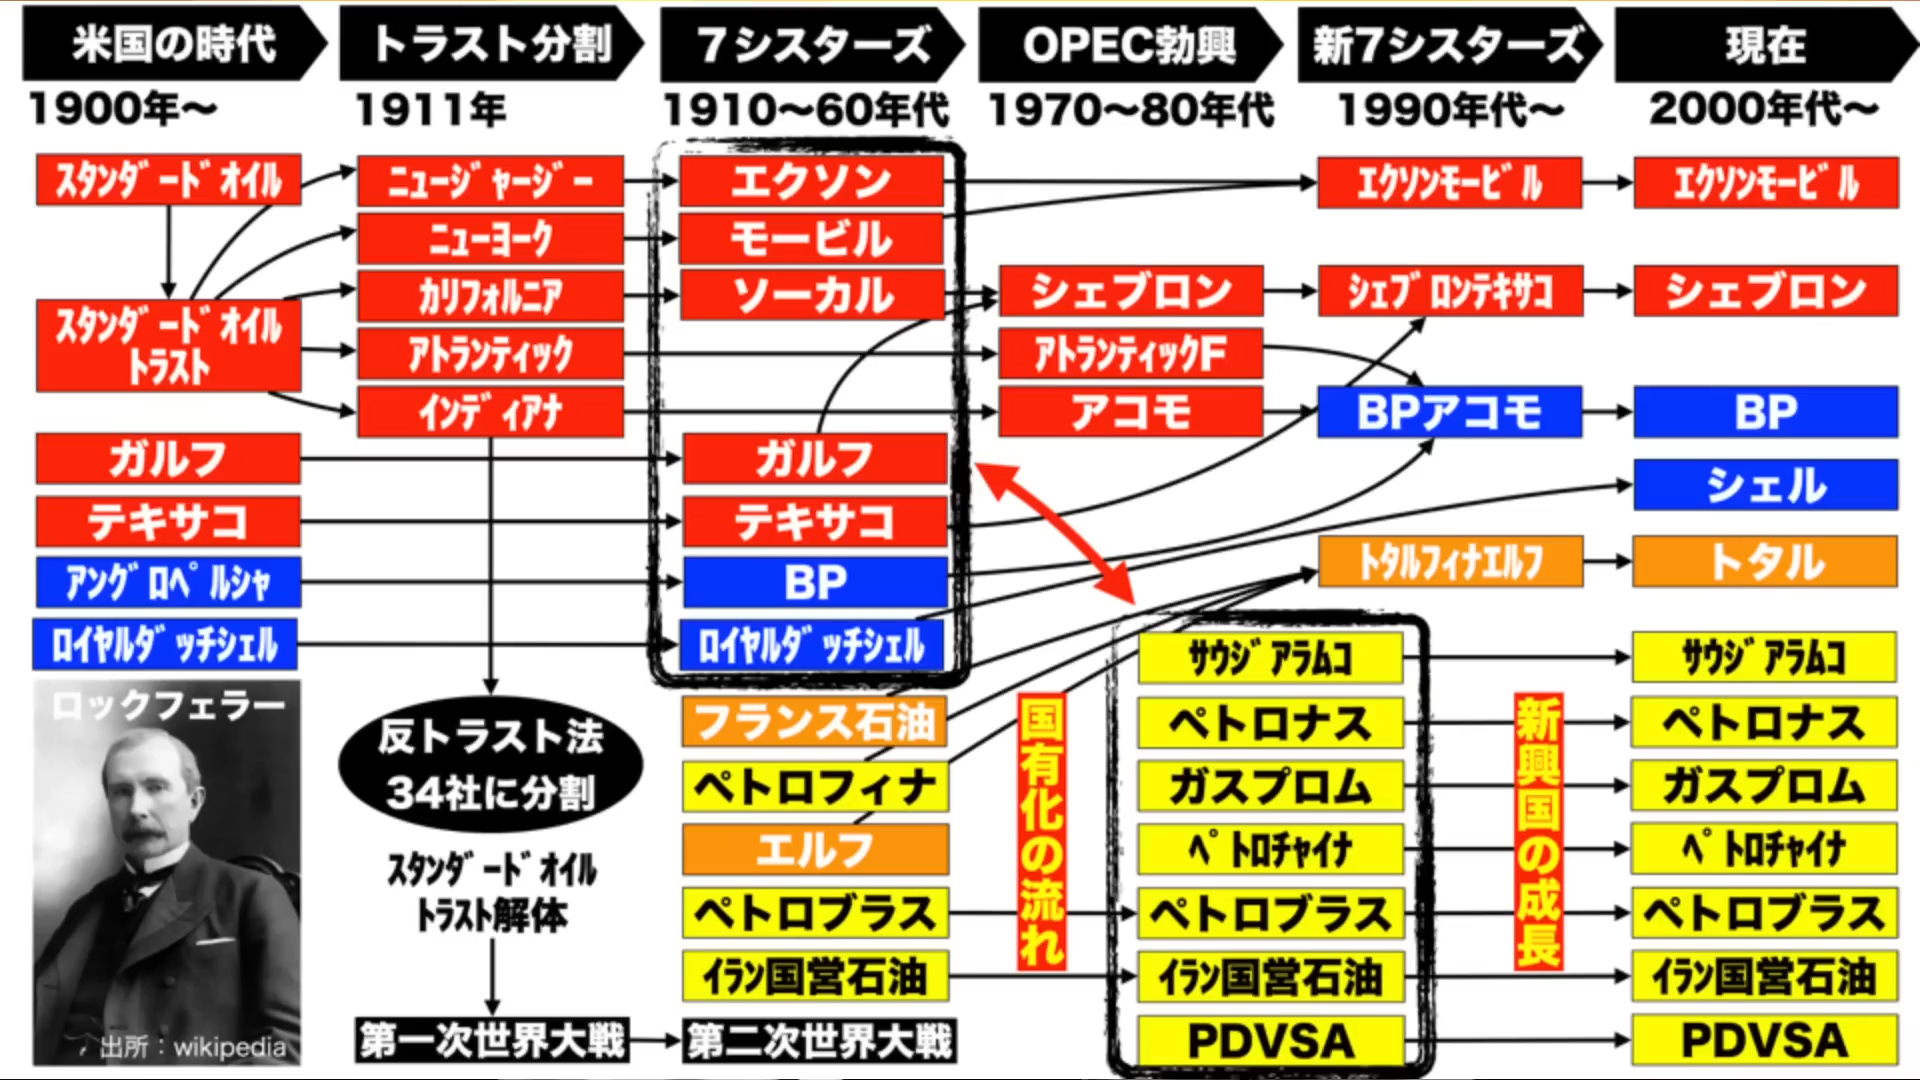 米国の時代
トラスト分割
7シスターズ
OPEC勃興
新7シスターズ
現在
1900年〜
1911年
1910〜60年代
1970〜80年代
1990年代〜
2000年代〜
ｽﾀﾝﾀﾞｰﾄﾞｵｲﾙ
ﾆｭｰｼﾞｬｰｼﾞｰ
エクソン
ｴｸｿﾝﾓｰﾋﾞﾙ
ｴｸｿﾝﾓｰﾋﾞﾙ
ﾆｭｰﾖｰｸ
モービル
ｽﾀﾝﾀﾞｰﾄﾞｵｲﾙ
ﾄﾗｽﾄ
ｶﾘﾌｫﾙﾆｱ
ソーカル
シェブロン
ｼｪﾌﾞﾛﾝﾃｷｻｺ
シェブロン
ｱﾄﾗﾝﾃｨｯｸ
ｱﾄﾗﾝﾃｨｯｸF
ｲﾝﾃﾞｨｱﾅ
アコモ
BPアコモ
BP
ガルフ
ガルフ
シェル
テキサコ
テキサコ
ｱﾝｸﾞﾛﾍﾟﾙｼｬ
BP
ﾄﾀﾙﾌｨﾅｴﾙﾌ
トタル
ﾛｲﾔﾙﾀﾞｯﾁｼｪﾙ
ﾛｲﾔﾙﾀﾞｯﾁｼｪﾙ
ｻｳｼﾞｱﾗﾑｺ
ｻｳｼﾞｱﾗﾑｺ
ロックフェラー
反トラスト法
34社に分割
フランス石油
国有化の流れ
ペトロナス
新興国の成長
ペトロナス
ペトロフィナ
ガスプロム
ガスプロム
ｽﾀﾝﾀﾞｰﾄﾞｵｲﾙ
ﾄﾗｽﾄ解体
エルフ
ﾍﾟﾄﾛﾁｬｲﾅ
ﾍﾟﾄﾛﾁｬｲﾅ
ペトロブラス
ペトロブラス
ペトロブラス
ｲﾗﾝ国営石油
ｲﾗﾝ国営石油
ｲﾗﾝ国営石油
出所：wikipedia
第一次世界大戦
第二次世界大戦
PDVSA
PDVSA